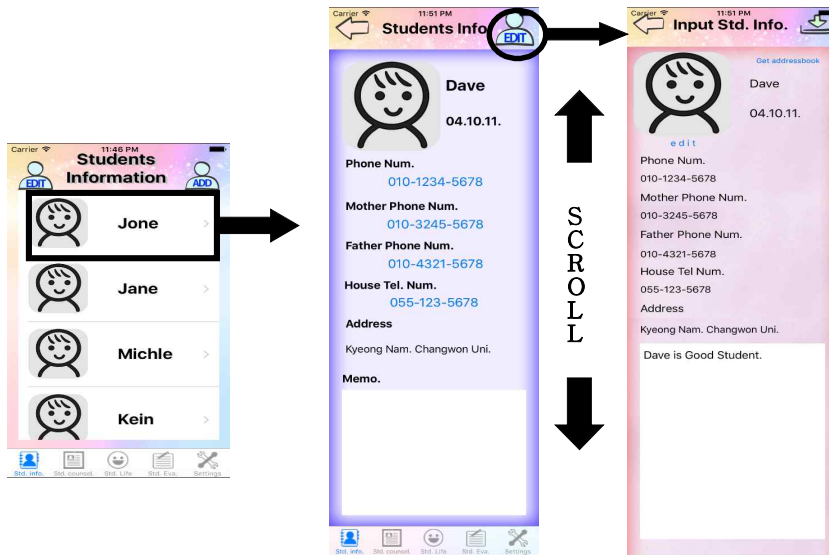 Carrier 11:46 PM
Students
Information
EDIT
ADD
Jone
Jane
Michle
Kein
Std. info. Std. counsel. Std. Life Std. Eva. Settings
Carrier 11:51 PM
Students Info
EDIT
Dave
04.10.11.
Phone Num.
010-1234-5678
Mother Phone Num.
010-3245-5678
Father Phone Num.
010-4321-5678
House Tel. Num.
055-123-5678
Address
Kyeong Nam. Changwon Uni.
Memo.
Std. info. Std. counsel. Std. Life Std. Eva. Settings
SCROLL
Carrier 11:51 PM
Input Std. Info.
Get addressbook
Dave
04.10.11.
edit
Phone Num.
010-1234-5678
Mother Phone Num.
010-3245-5678
Father Phone Num.
010-4321-5678
House Tel Num.
055-123-5678
Address
Kyeong Nam. Changwon Uni.
Dave is Good Student.